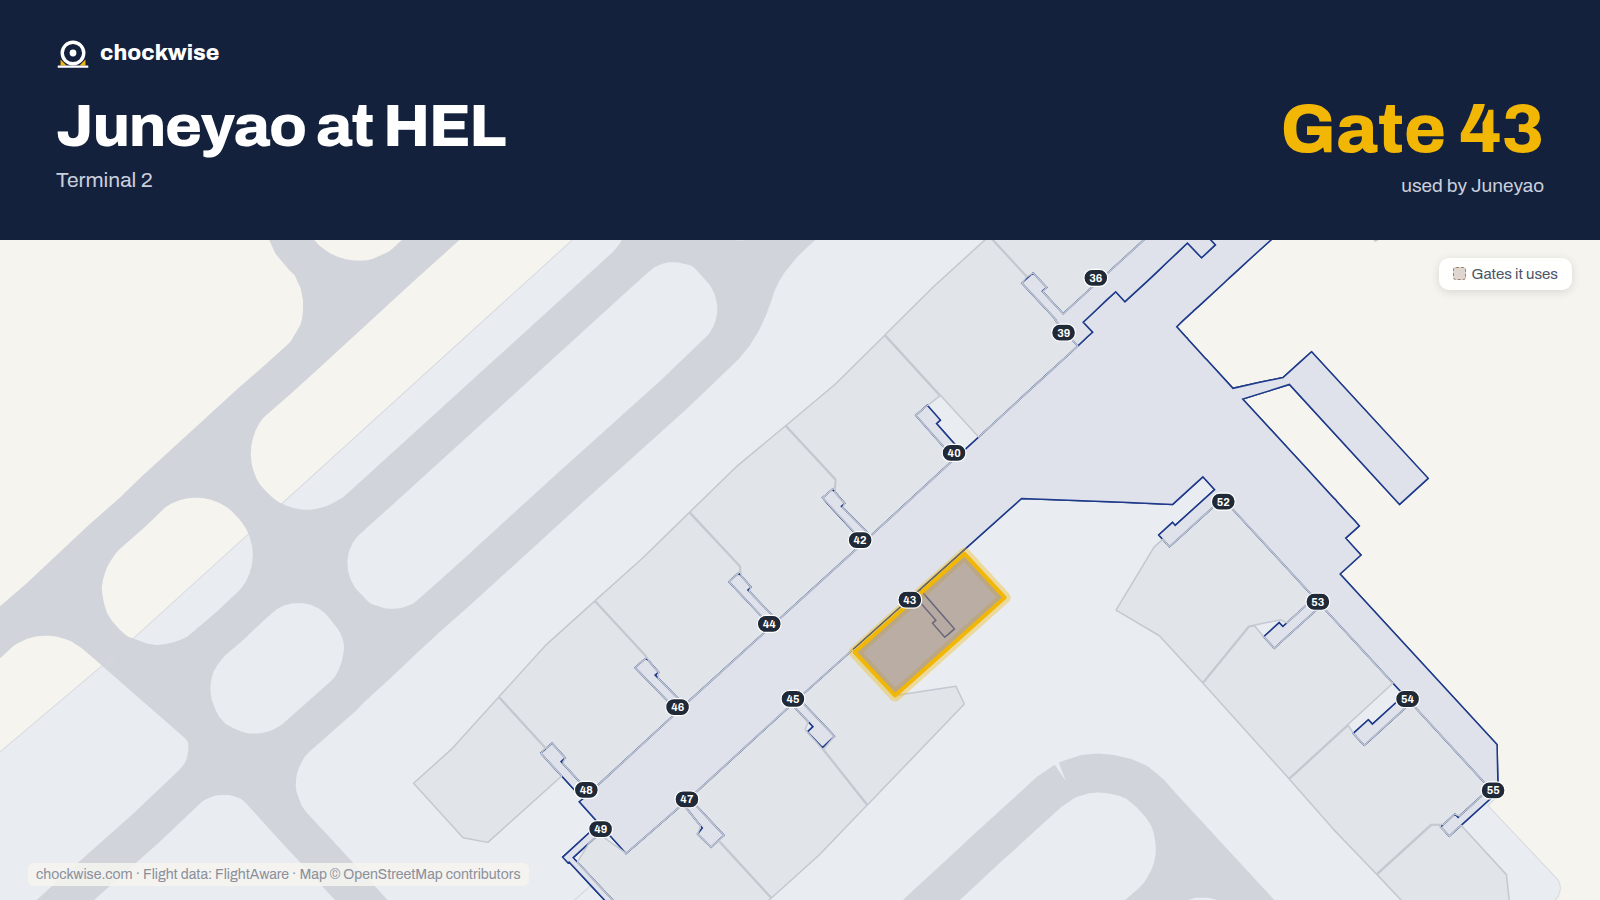 chockwise
Juneyao at HEL
Terminal 2
Gate 43
used by Juneyao
Gates it uses
36
39
40
42
44
46
48
49
43
45
47
52
53
54
55
chockwise.com · Flight data: FlightAware · Map © OpenStreetMap contributors